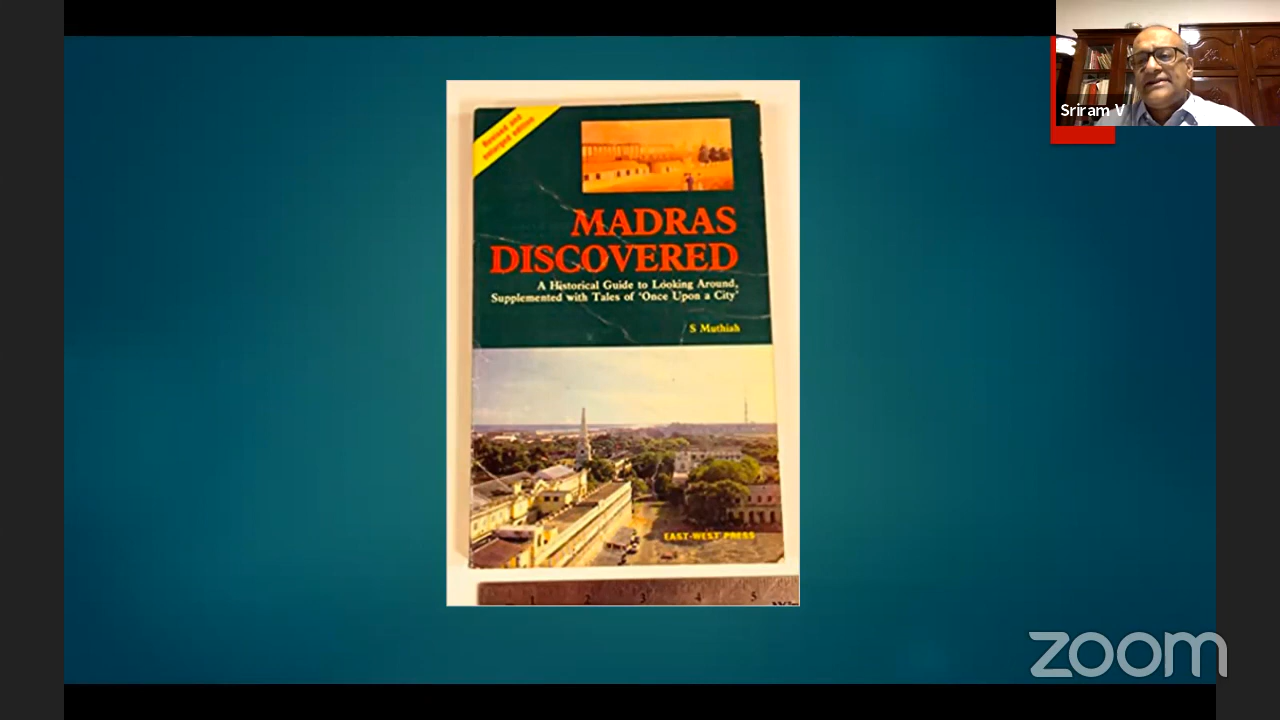 Revised and
enlarged edition
MADRAS
DISCOVERED
A Historical Guide to Looking Around,
Supplemented with Tales of 'Once Upon a City'
S Muthiah
EAST-WEST PRESS
1 2 3 4 5
Sriram V
zoom